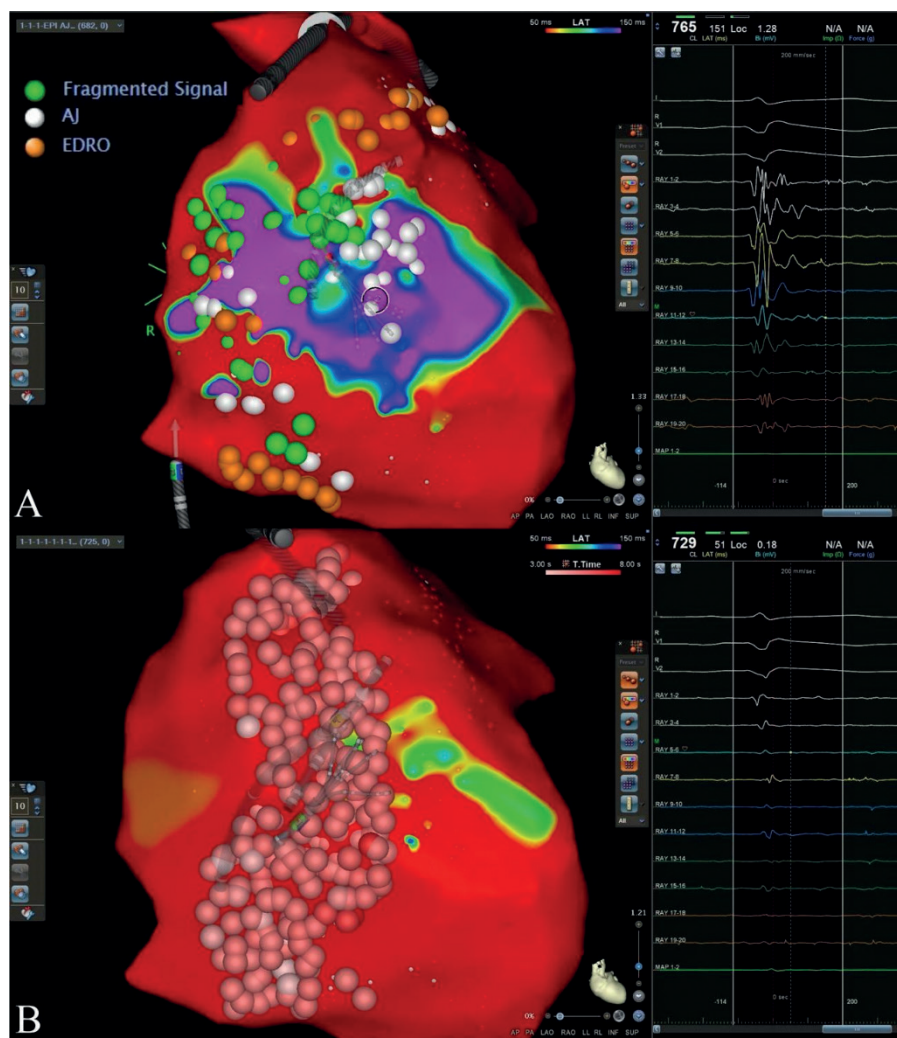 1-1-1-EPI AJ... (682, 0)
50 ms LAT 150 ms
Fragmented Signal
AJ
EDRO
Preset
All
10
R
1.33
0%
AP PA LAO RAO LL RL INF SUP
A
765 151 Loc 1.28 N/A N/A
CL LAT (ms) Bi (mV) Imp (Ω) Force (g)
200 mm/sec
I
R
V1
R
V2
RAY 1-2
RAY 3-4
RAY 5-6
RAY 7-8
RAY 9-10
M
RAY 11-12
RAY 13-14
RAY 15-16
RAY 17-18
RAY 19-20
MAP 1-2
-114 0 sec 200
1-1-1-1-1-1-1... (725, 0)
50 ms LAT 150 ms
3.00 s T.Time 8.00 s
Preset
All
10
1.21
0%
AP PA LAO RAO LL RL INF SUP
B
729 51 Loc 0.18 N/A N/A
CL LAT (ms) Bi (mV) Imp (Ω) Force (g)
200 mm/sec
I
R
V1
R
V2
RAY 1-2
RAY 3-4
M
RAY 5-6
RAY 7-8
RAY 9-10
RAY 11-12
RAY 13-14
RAY 15-16
RAY 17-18
RAY 19-20
MAP 1-2
-114 0 sec 200